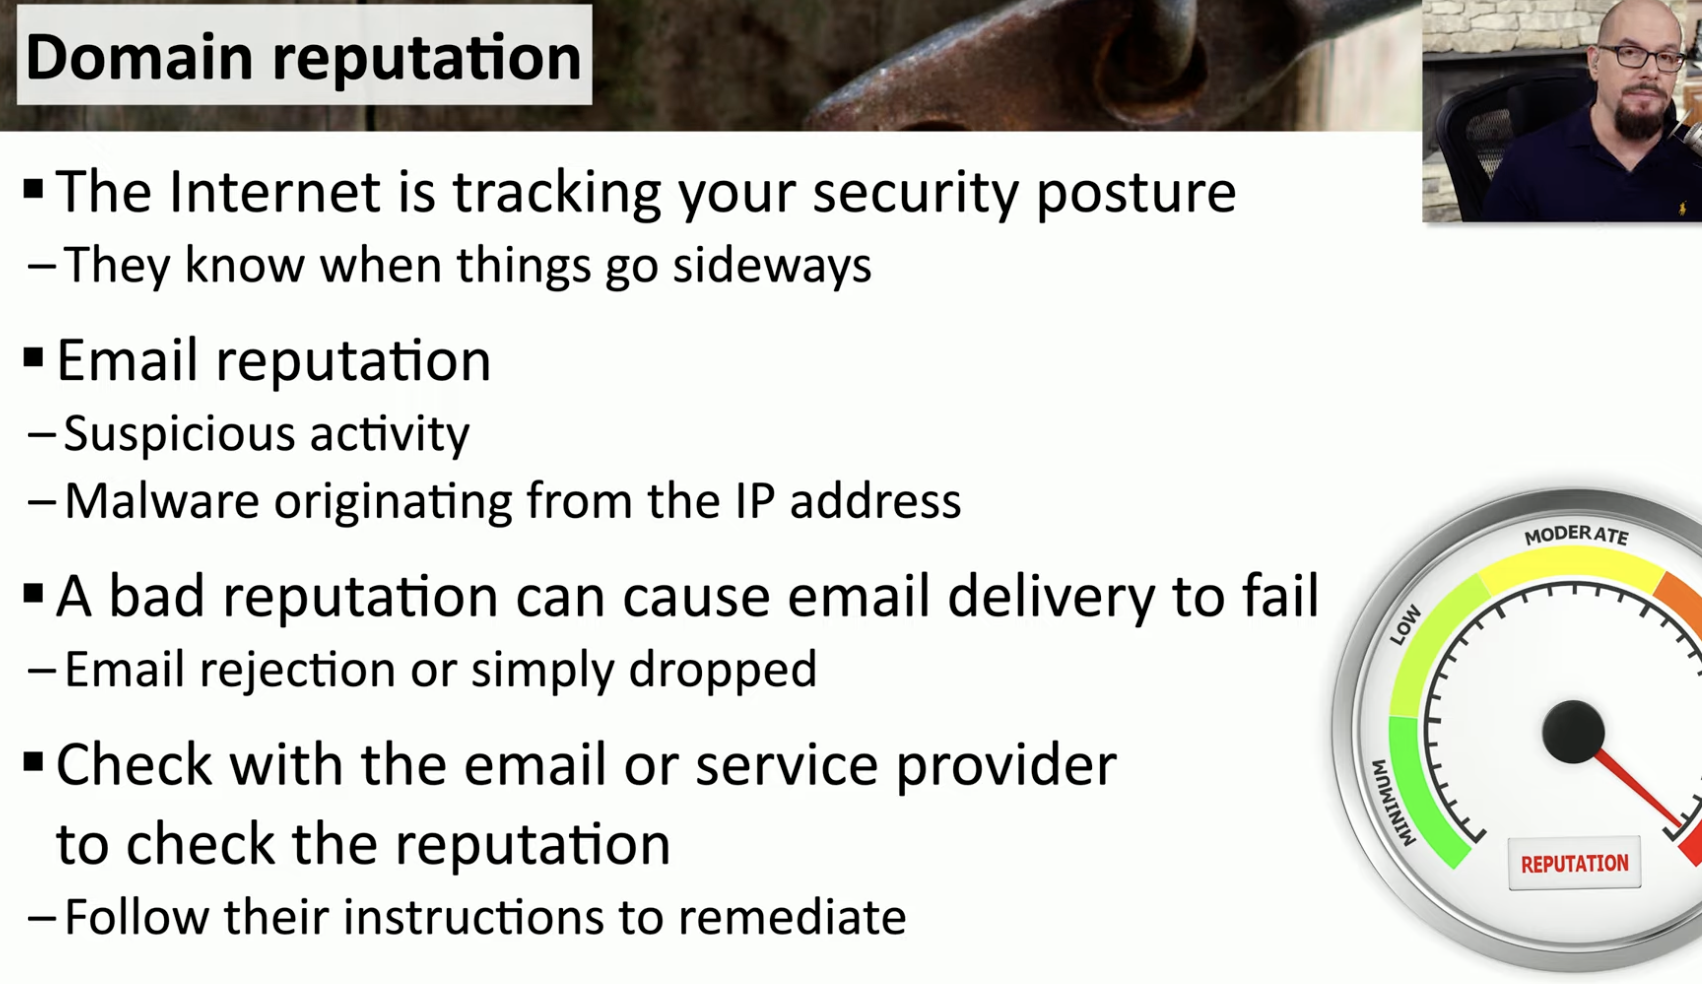 Domain reputation
▪ The Internet is tracking your security posture
– They know when things go sideways
▪ Email reputation
– Suspicious activity
– Malware originating from the IP address
▪ A bad reputation can cause email delivery to fail
– Email rejection or simply dropped
▪ Check with the email or service provider
to check the reputation
– Follow their instructions to remediate
MINIMUM
LOW
MODERATE
REPUTATION